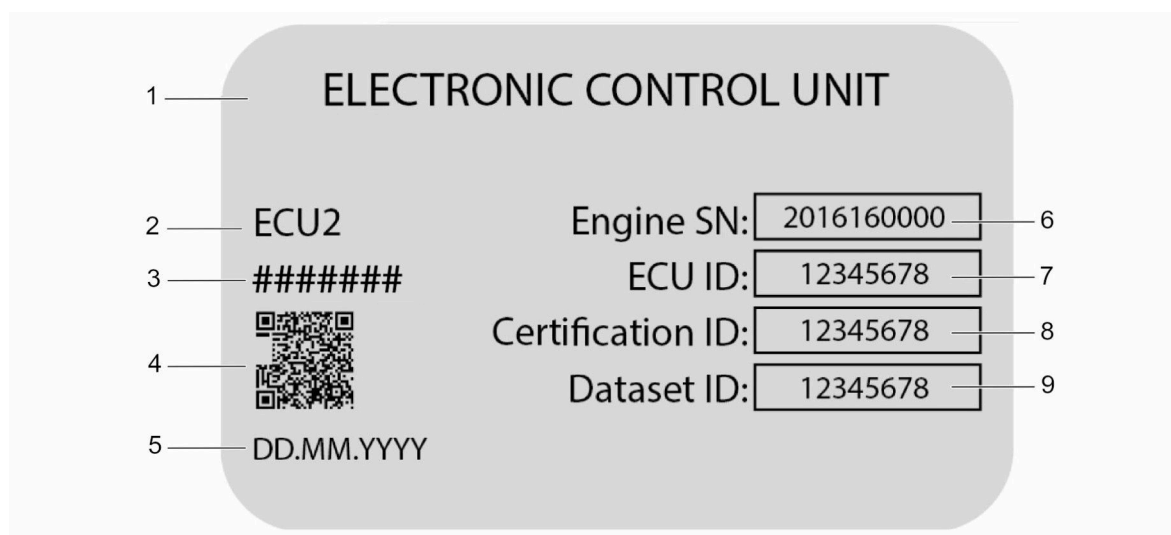 1 ELECTRONIC CONTROL UNIT
2 ECU2 Engine SN: 2016160000 6
3 ####### ECU ID: 12345678 7
4 Certification ID: 12345678 8
Dataset ID: 12345678 9
5 DD.MM.YYYY